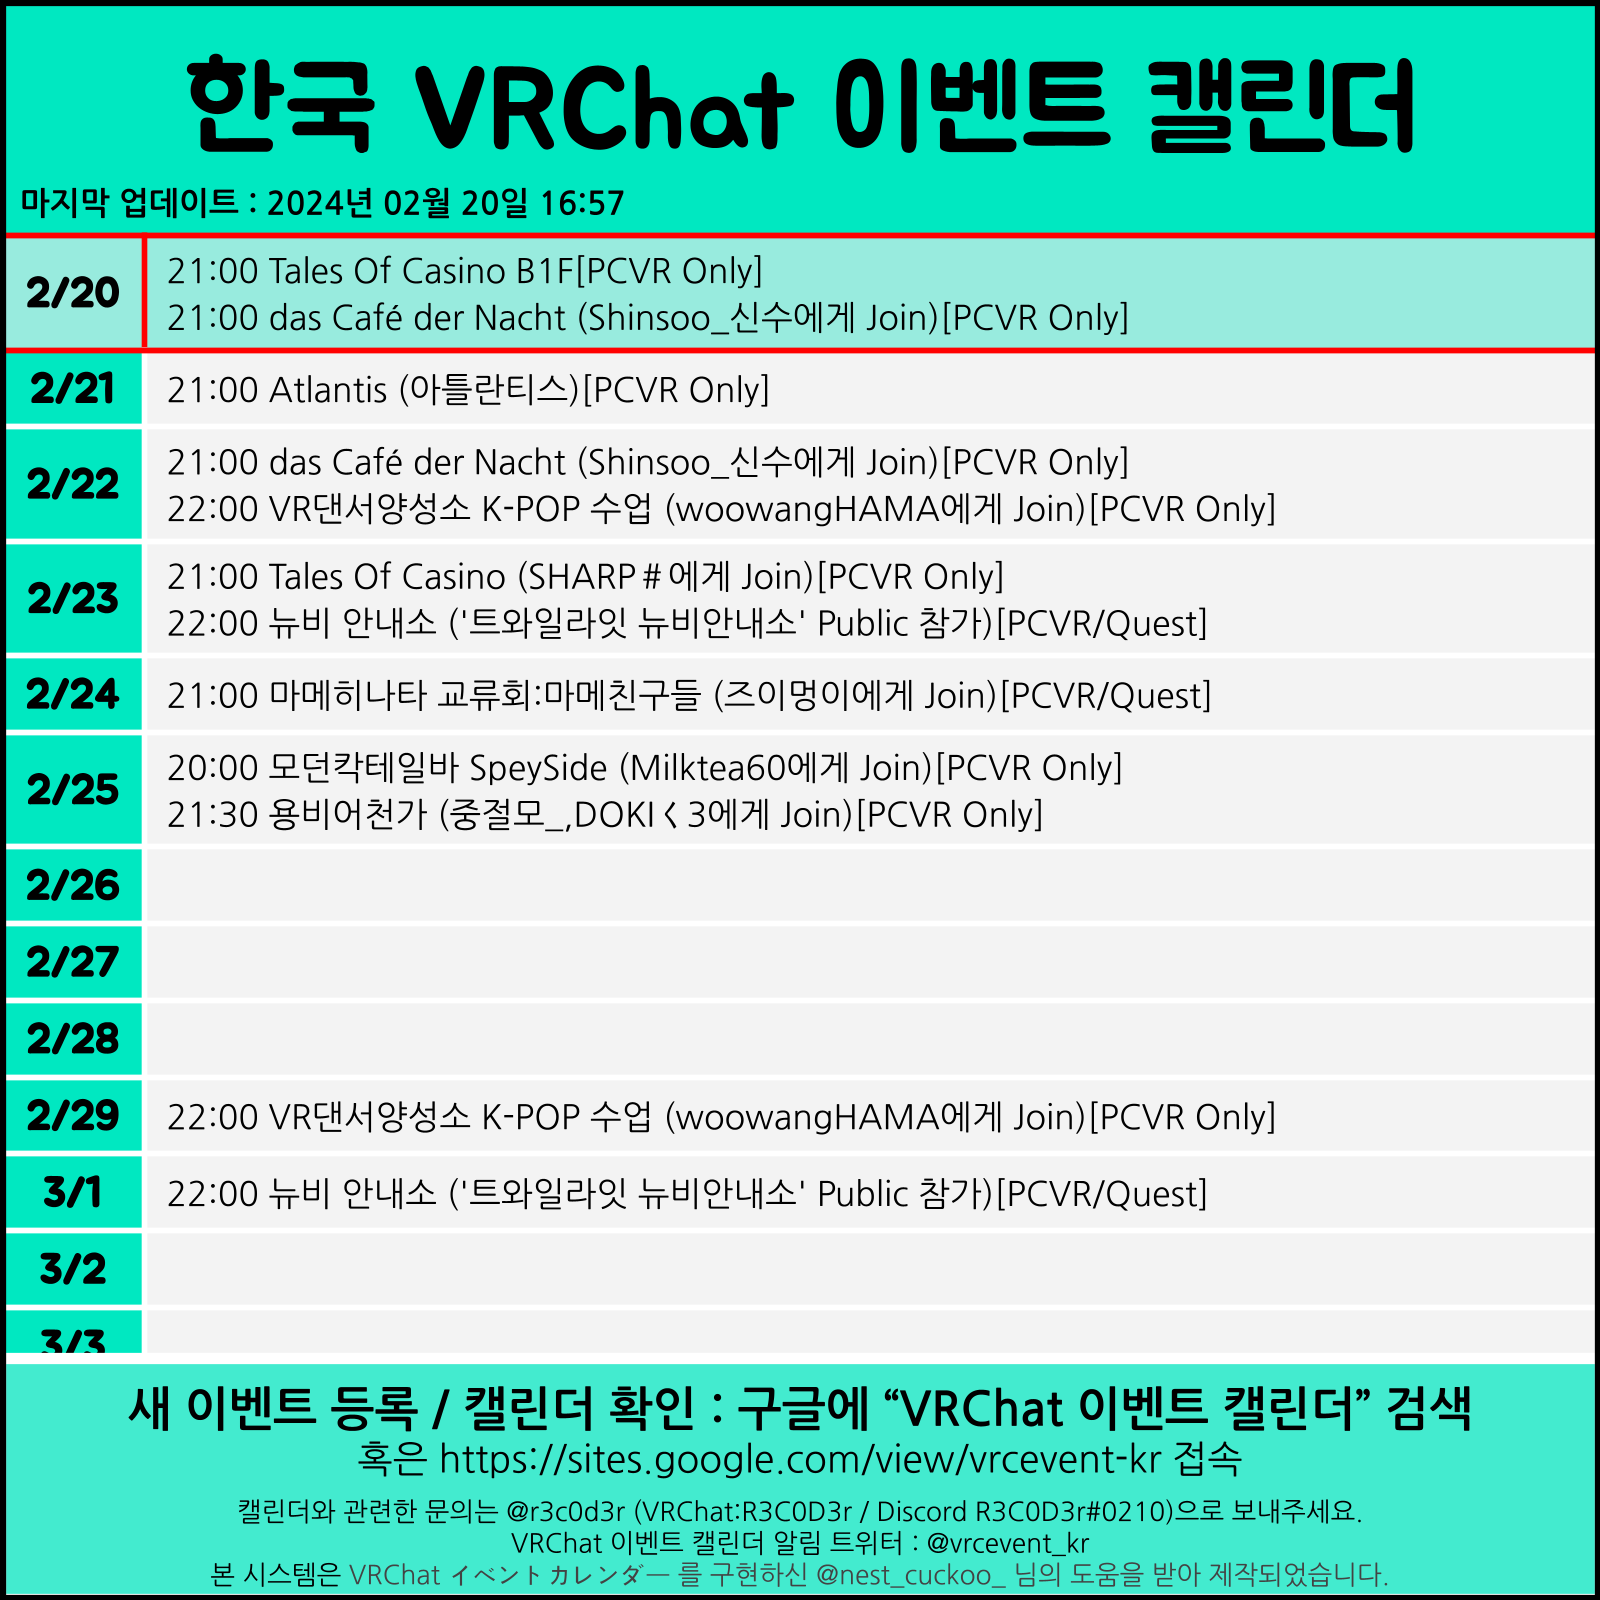 한국 VRChat 이벤트 캘린더
마지막 업데이트 : 2024년 02월 20일 16:57
2/20
21:00 Tales Of Casino B1F[PCVR Only]
21:00 das Café der Nacht (Shinsoo_신수에게 Join)[PCVR Only]
2/21
21:00 Atlantis (아틀란티스)[PCVR Only]
2/22
21:00 das Café der Nacht (Shinsoo_신수에게 Join)[PCVR Only]
22:00 VR댄서양성소 K-POP 수업 (woowangHAMA에게 Join)[PCVR Only]
2/23
21:00 Tales Of Casino (SHARP＃에게 Join)[PCVR Only]
22:00 뉴비 안내소 ('트와일라잇 뉴비안내소' Public 참가)[PCVR/Quest]
2/24
21:00 마메히나타 교류회:마메친구들 (즈이멍이에게 Join)[PCVR/Quest]
2/25
20:00 모던칵테일바 SpeySide (Milktea60에게 Join)[PCVR Only]
21:30 용비어천가 (중절모_,DOKIく3에게 Join)[PCVR Only]
2/26
2/27
2/28
2/29
22:00 VR댄서양성소 K-POP 수업 (woowangHAMA에게 Join)[PCVR Only]
3/1
22:00 뉴비 안내소 ('트와일라잇 뉴비안내소' Public 참가)[PCVR/Quest]
3/2
3/3
새 이벤트 등록 / 캘린더 확인 : 구글에 “VRChat 이벤트 캘린더” 검색
혹은 https://sites.google.com/view/vrcevent-kr 접속
캘린더와 관련한 문의는 @r3c0d3r (VRChat:R3C0D3r / Discord R3C0D3r#0210)으로 보내주세요.
VRChat 이벤트 캘린더 알림 트위터 : @vrcevent_kr
본 시스템은 VRChat イベントカレンダー 를 구현하신 @nest_cuckoo_ 님의 도움을 받아 제작되었습니다.